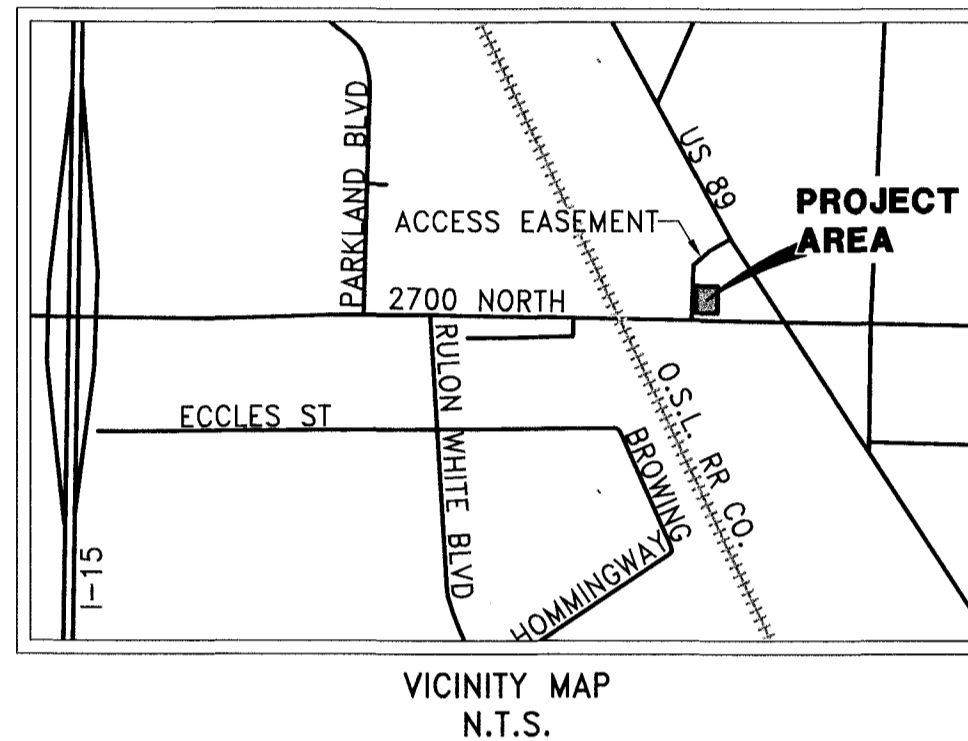 PARKLAND BLVD
US 89
PROJECT
AREA
ACCESS EASEMENT
2700 NORTH
RULON WHITE BLVD
O.S.L. RR CO.
ECCLES ST
BROWING
HOMMINGWAY
I-15
VICINITY MAP
N.T.S.